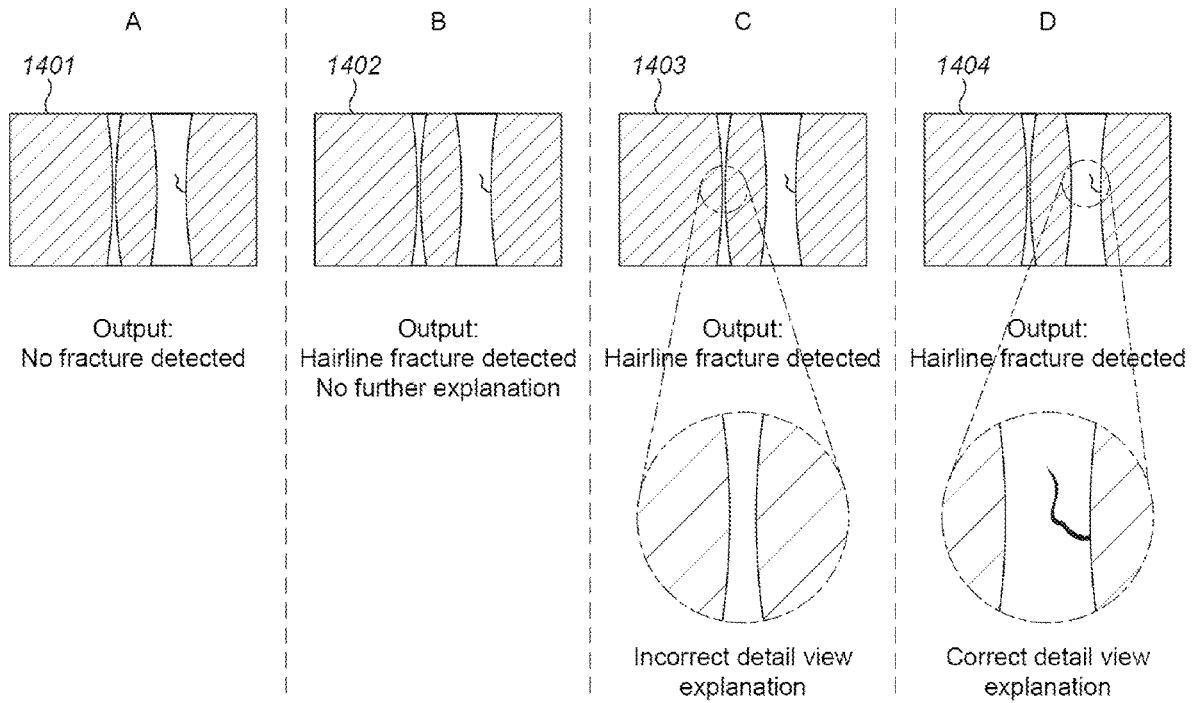 A
B
C
D
1401
1402
1403
1404
Output:
No fracture detected
Output:
Hairline fracture detected
No further explanation
Output:
Hairline fracture detected
Output:
Hairline fracture detected
Incorrect detail view
explanation
Correct detail view
explanation